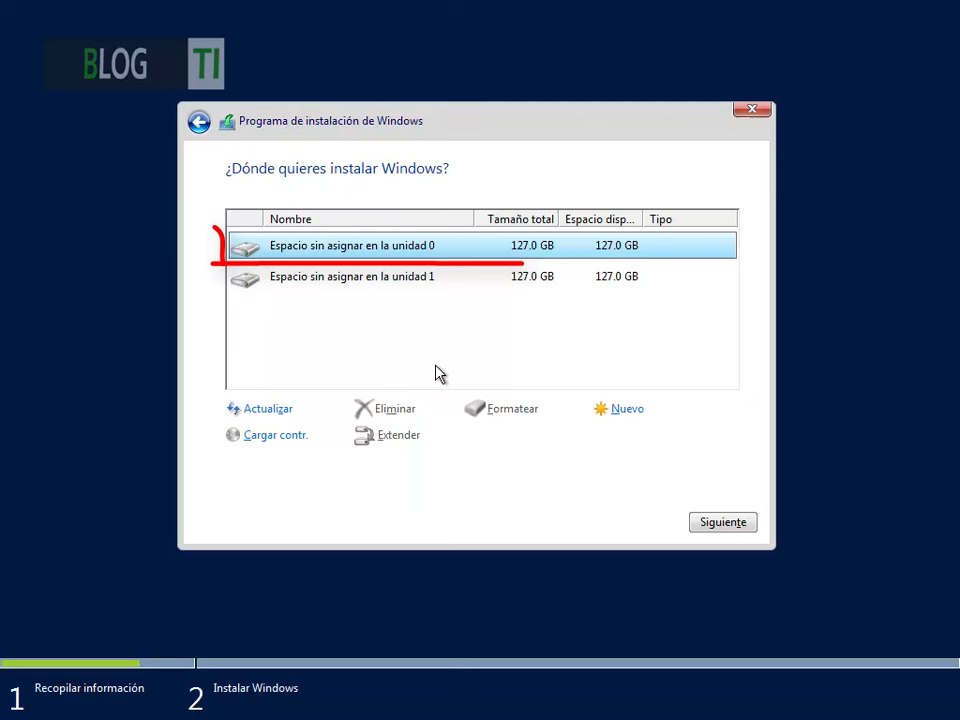 BLOG TI
Programa de instalación de Windows
¿Dónde quieres instalar Windows?
Nombre Tamaño total Espacio disp... Tipo
Espacio sin asignar en la unidad 0 127.0 GB 127.0 GB
Espacio sin asignar en la unidad 1 127.0 GB 127.0 GB
Actualizar Eliminar Formatear Nuevo
Cargar contr. Extender
Siguiente
1 Recopilar información 2 Instalar Windows